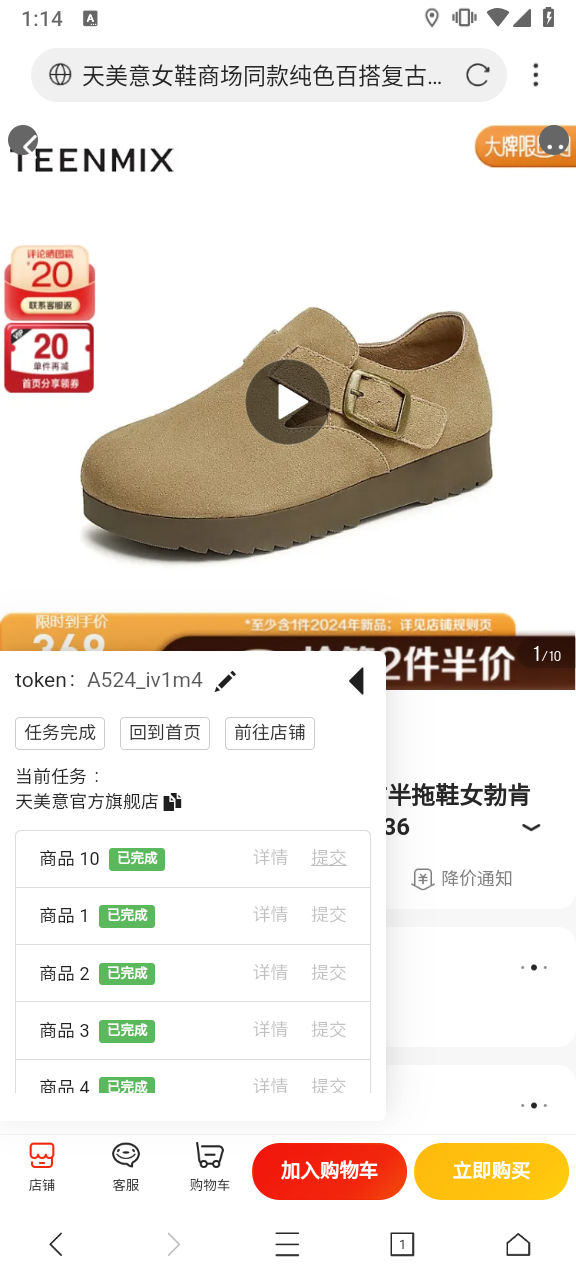 1:14
天美意女鞋商场同款纯色百搭复古...
TEENMIX
大牌限
评论晒图赢
20
联系客服返
VIP
20
单件再减
首页分享领券
限时到手价
*至少含1件2024年新品；详见店铺规则页
369
2件半价
1/10
token： A524_iv1m4
任务完成 回到首页 前往店铺
当前任务：
天美意官方旗舰店
半拖鞋女勃肯
36
降价通知
商品 10 已完成 详情 提交
商品 1 已完成 详情 提交
商品 2 已完成 详情 提交
商品 3 已完成 详情 提交
商品 4 已完成 详情 提交
店铺 客服 购物车 加入购物车 立即购买
1